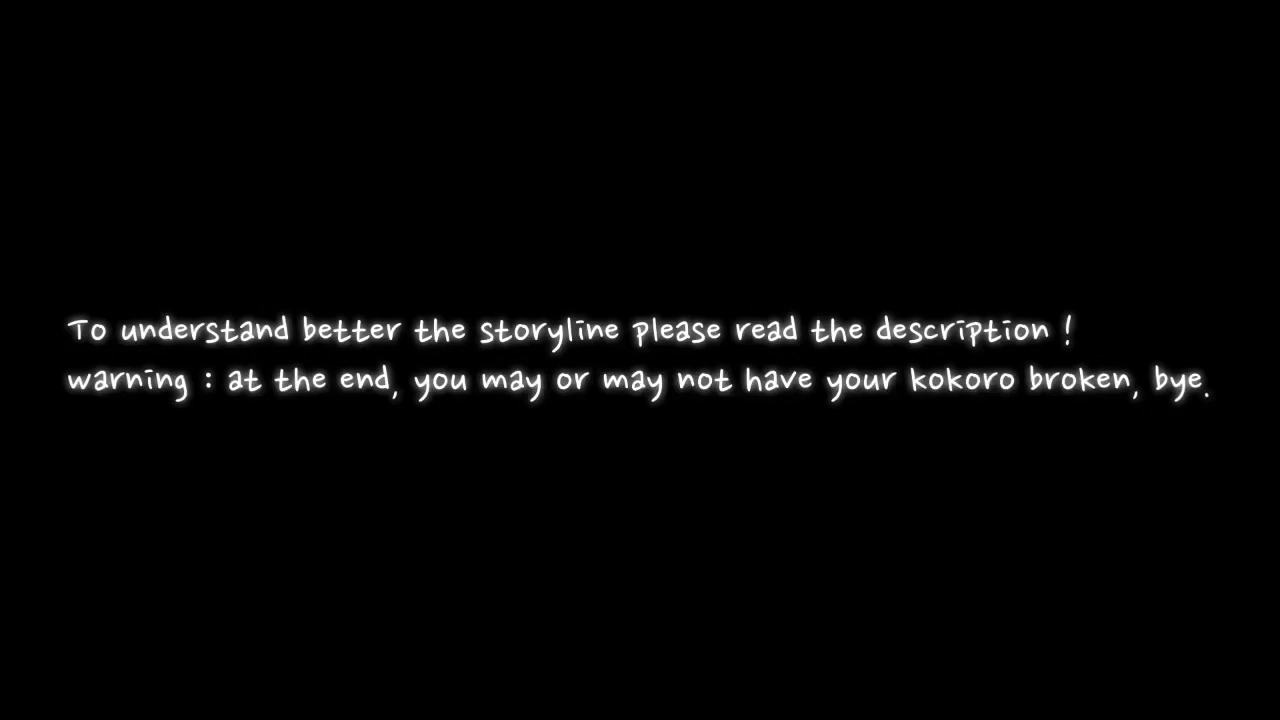 To understand better the storyline please read the description !
warning : at the end, you may or may not have your kokoro broken, bye.